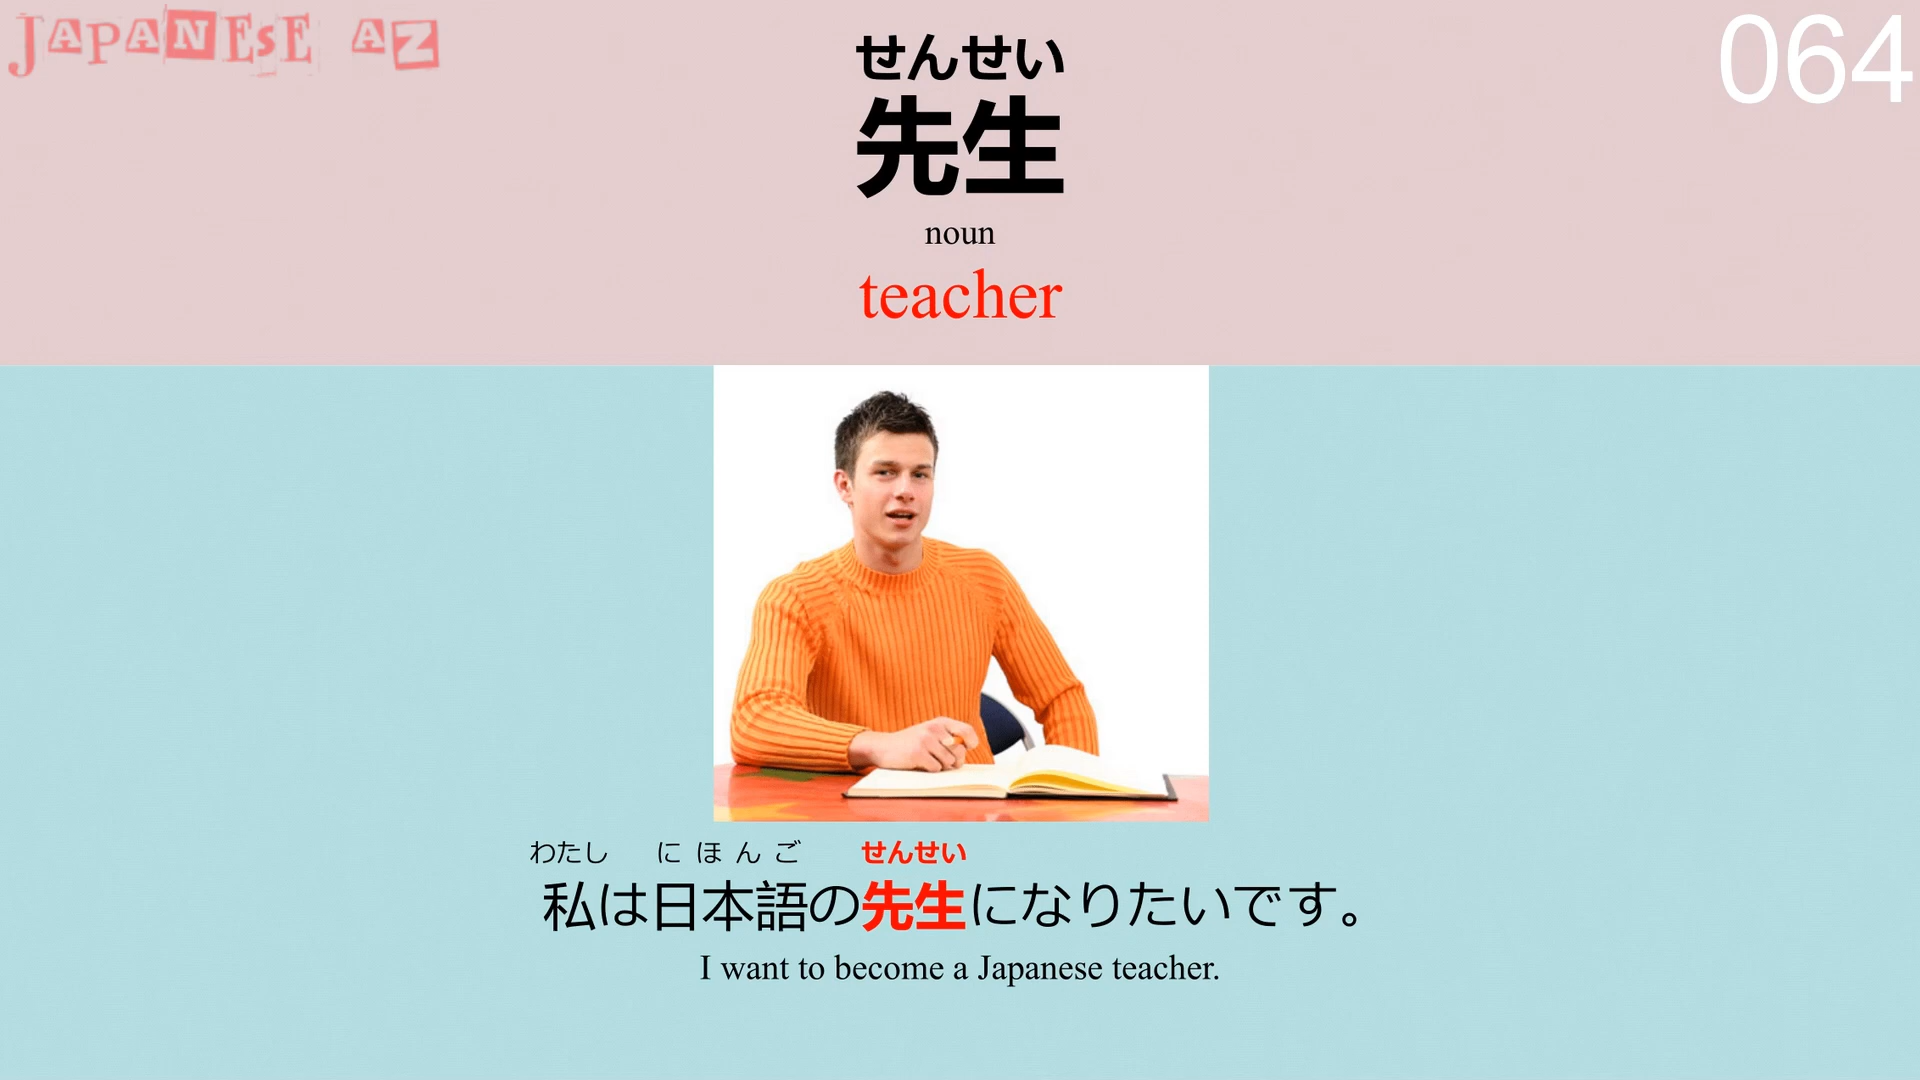 JAPANESE AZ
064
せんせい
先生
noun
teacher
わたし にほんご せんせい
私は日本語の先生になりたいです。
I want to become a Japanese teacher.